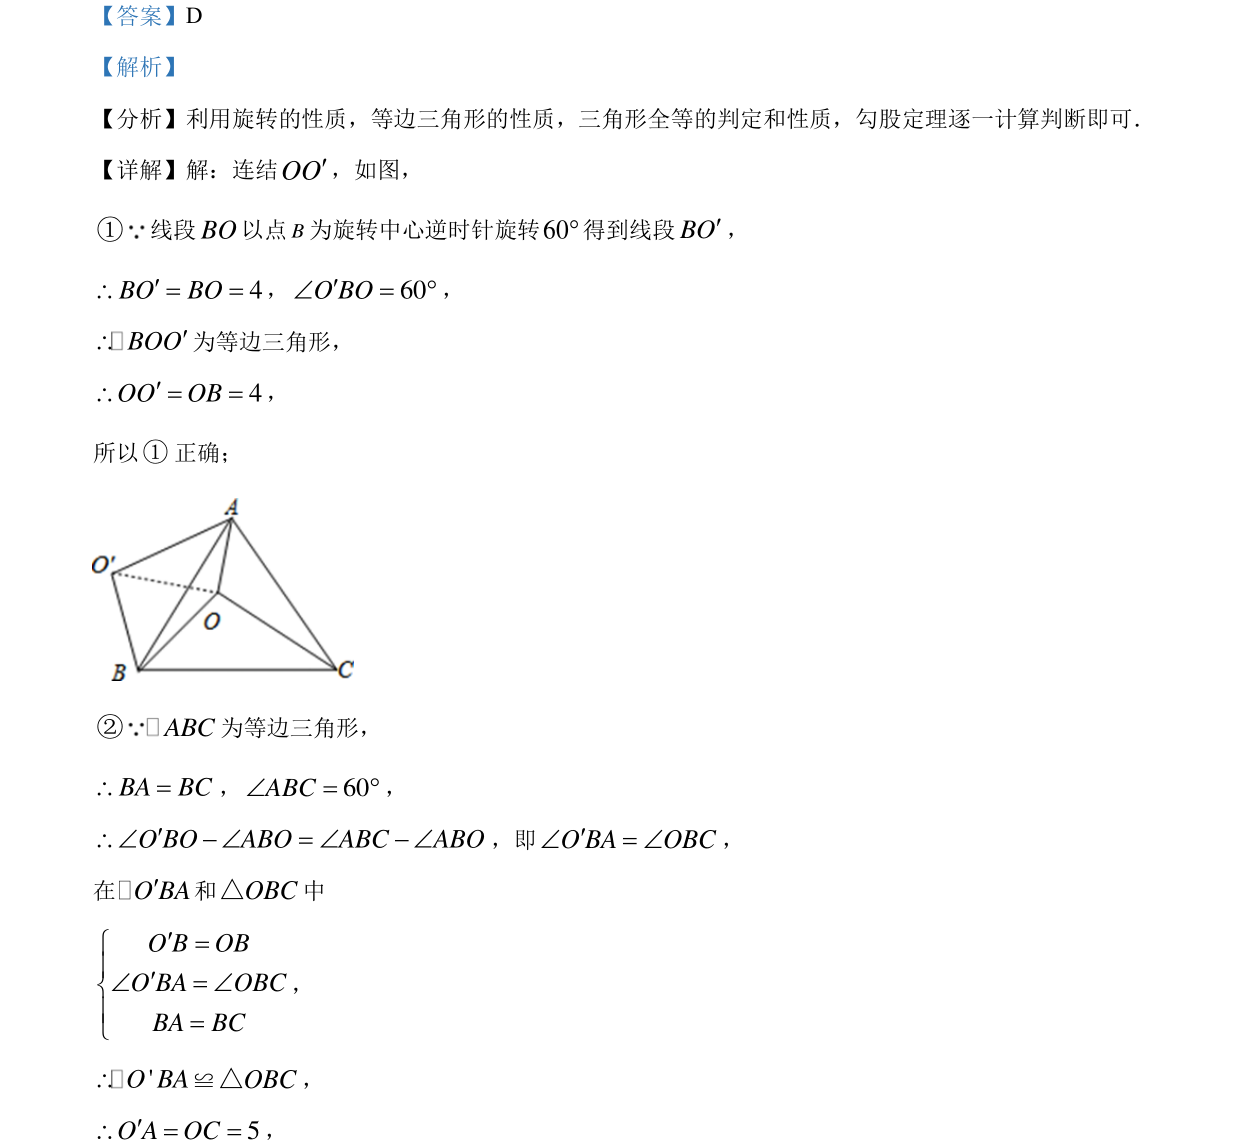 【答案】D
【解析】
【分析】利用旋转的性质，等边三角形的性质，三角形全等的判定和性质，勾股定理逐一计算判断即可．
【详解】解：连结OO′，如图，
①∵线段BO以点B为旋转中心逆时针旋转60°得到线段BO′，
∴BO′=BO=4，∠O′BO=60°，
∴□BOO′为等边三角形，
∴OO′=OB=4，
所以① 正确；
A
O'
O
B
C
②∵□ABC为等边三角形，
∴BA=BC，∠ABC=60°，
∴∠O′BO−∠ABO=∠ABC−∠ABO，即∠O′BA=∠OBC，
在□O′BA和△OBC中
O′B=OB
{∠O′BA=∠OBC，
BA=BC
∴□O'BA≌△OBC，
∴O′A=OC=5，